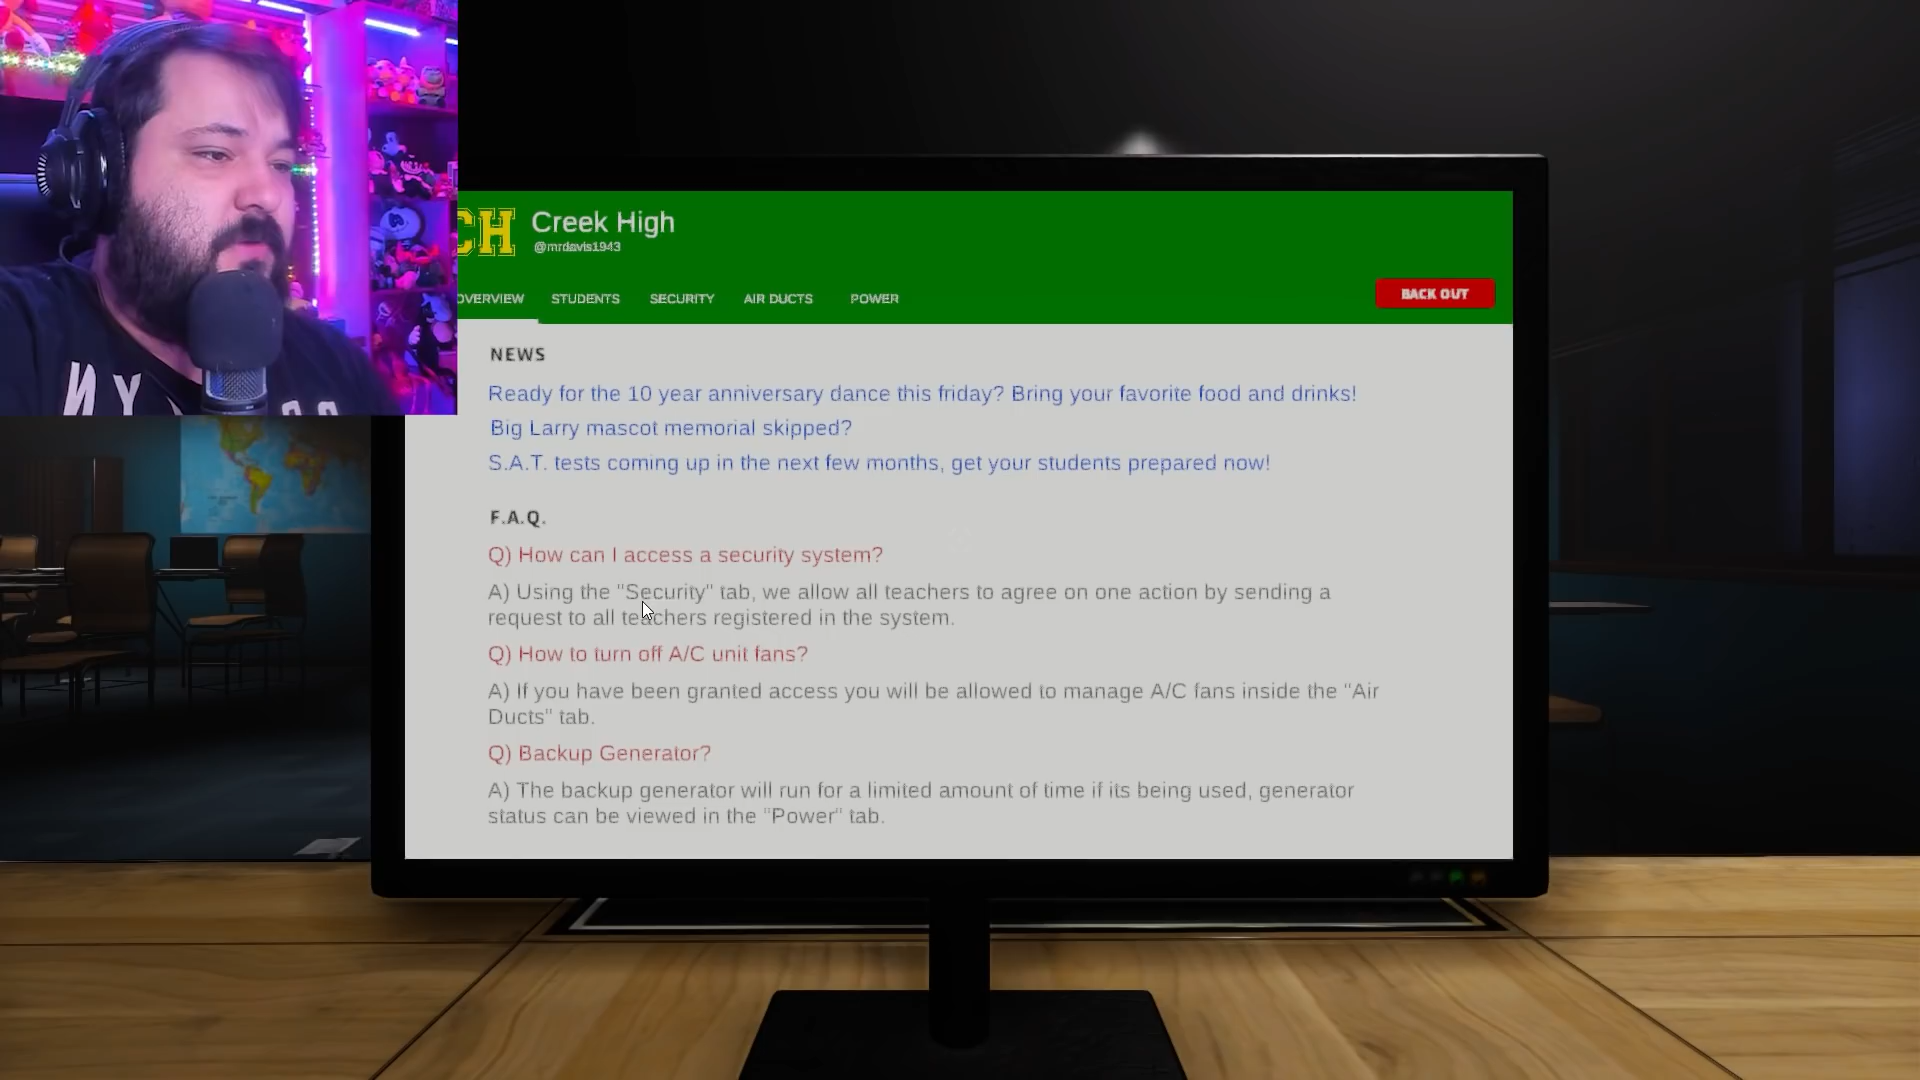 CH
Creek High
@mrdavis1943
OVERVIEW STUDENTS SECURITY AIR DUCTS POWER
BACK OUT
NEWS
Ready for the 10 year anniversary dance this friday? Bring your favorite food and drinks!
Big Larry mascot memorial skipped?
S.A.T. tests coming up in the next few months, get your students prepared now!
F.A.Q.
Q) How can I access a security system?
A) Using the "Security" tab, we allow all teachers to agree on one action by sending a
request to all teachers registered in the system.
Q) How to turn off A/C unit fans?
A) If you have been granted access you will be allowed to manage A/C fans inside the "Air
Ducts" tab.
Q) Backup Generator?
A) The backup generator will run for a limited amount of time if its being used, generator
status can be viewed in the "Power" tab.